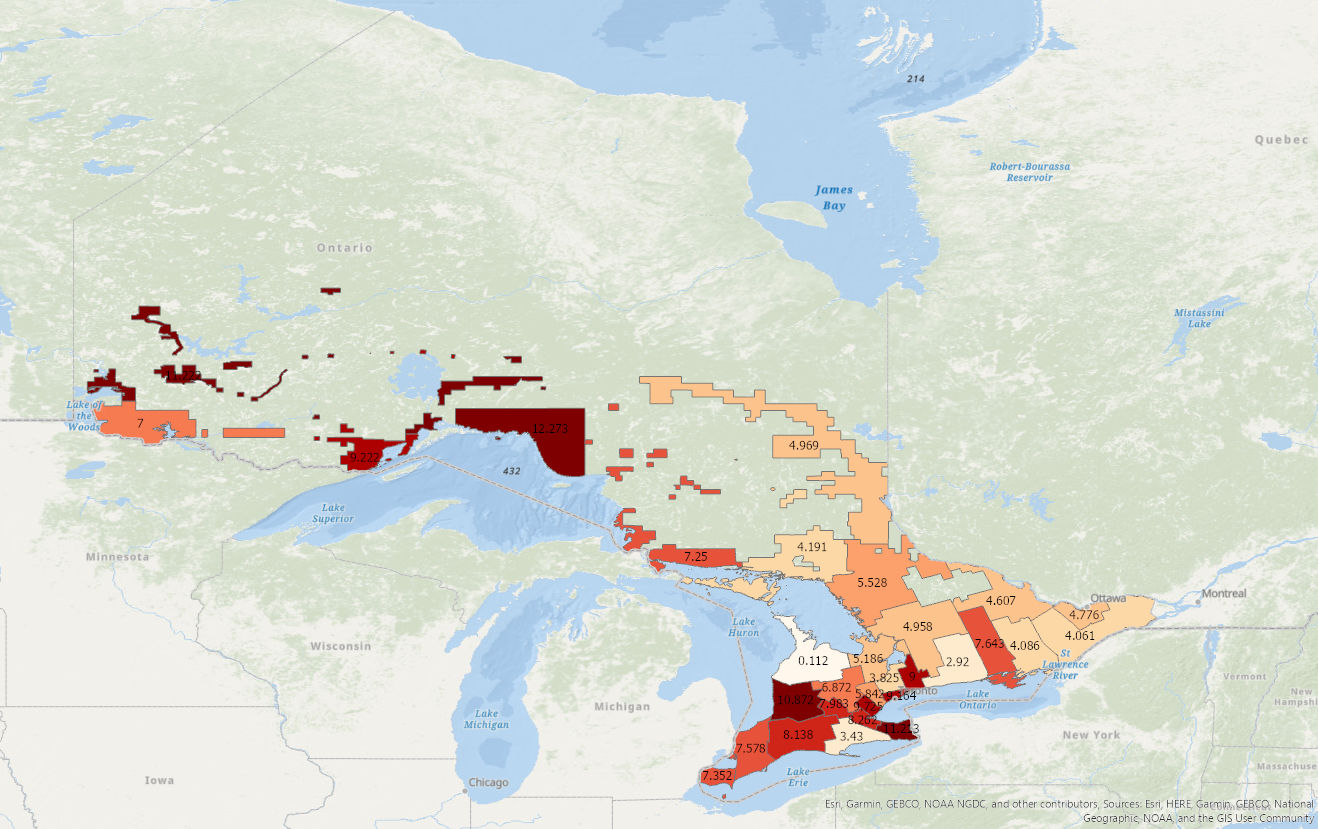 214
Quebec
Robert-Bourassa
Reservoir
James
Bay
Ontario
Mistassini
Lake
Lake of
the
Woods
7
9.222
12.273
432
4.969
Lake
Superior
Minnesota
7.25
4.191
5.528
4.607
Ottawa
Montreal
4.776
4.061
4.958
7.643
4.086
St
Lawrence
River
Lake
Huron
Wisconsin
0.112
5.186
2.92
3.825
9
6.872
5.842
9.164
10.872
7.983
9.725
Lake
Ontario
Vermont
New
Hampshi
Michigan
8.262
11.213
Lake
Michigan
8.138
3.43
New York
7.578
7.352
Lake
Erie
Massachuse
Iowa
Chicago
Esri, Garmin, GEBCO, NOAA NGDC, and other contributors, Sources: Esri, HERE, Garmin, GEBCO, National
Geographic, NOAA, and the GIS User Community